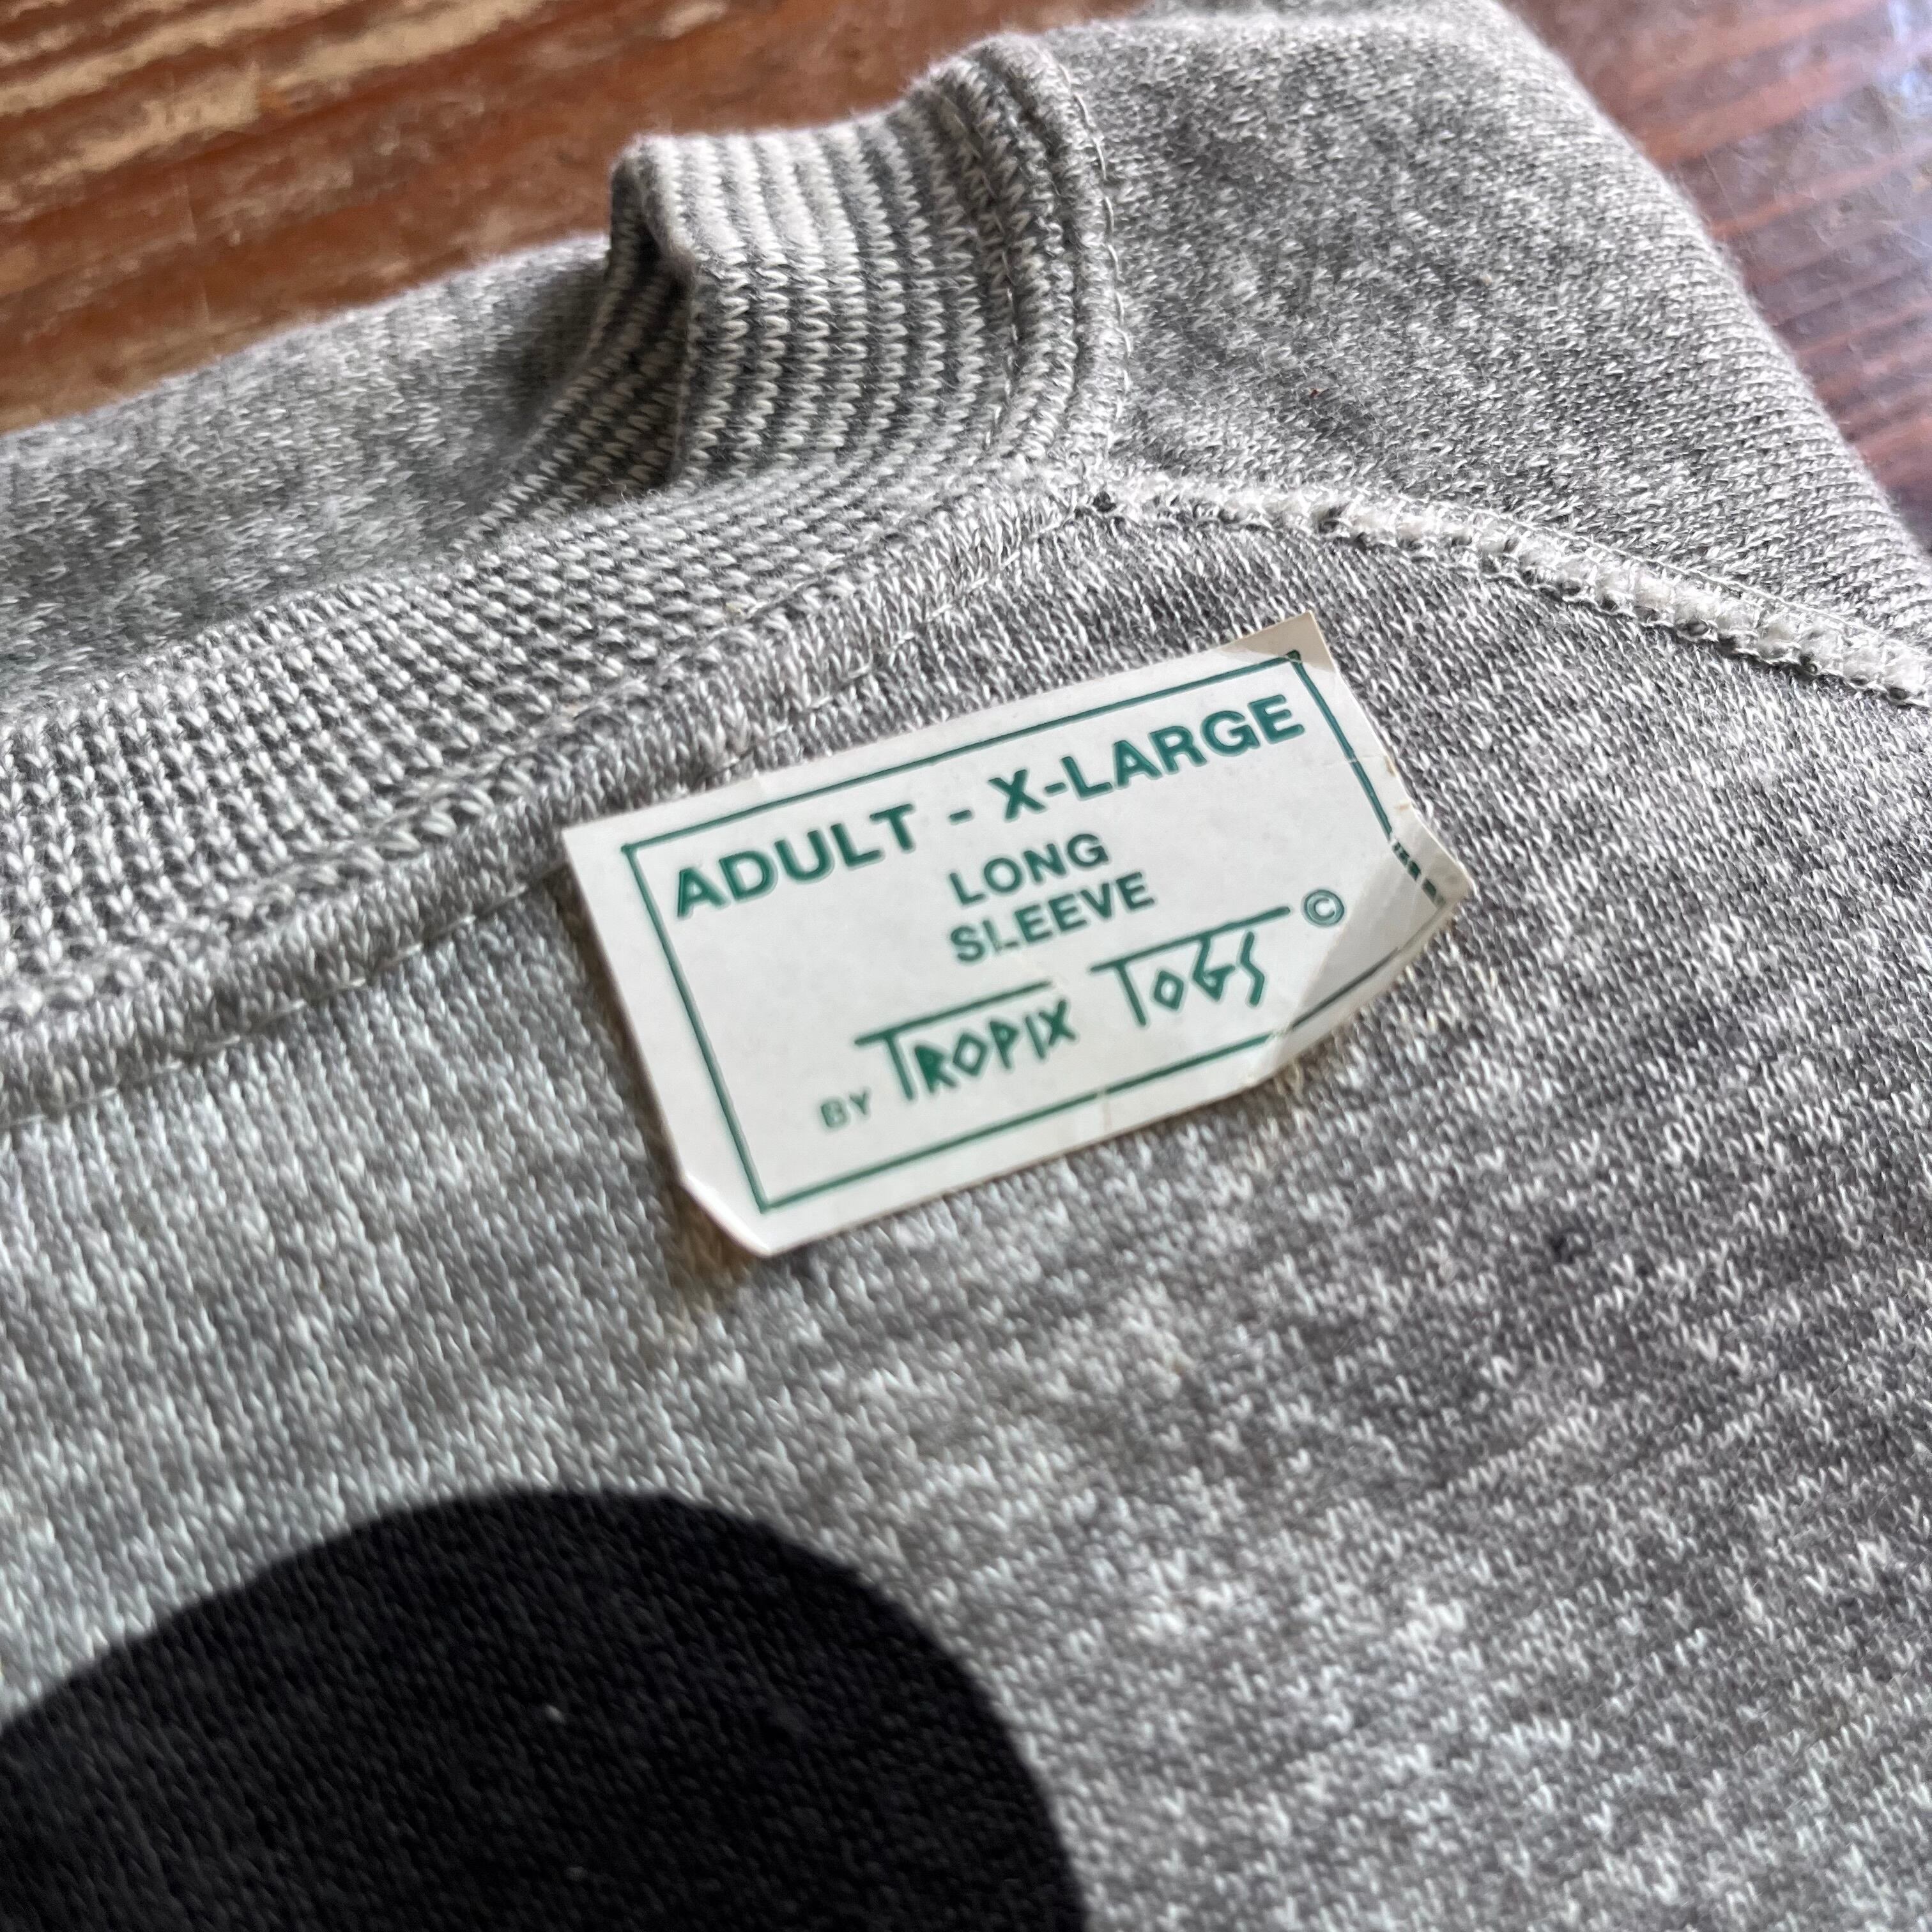 ADULT - X-LARGE
LONG
SLEEVE
BY TROPIX TOGS ©